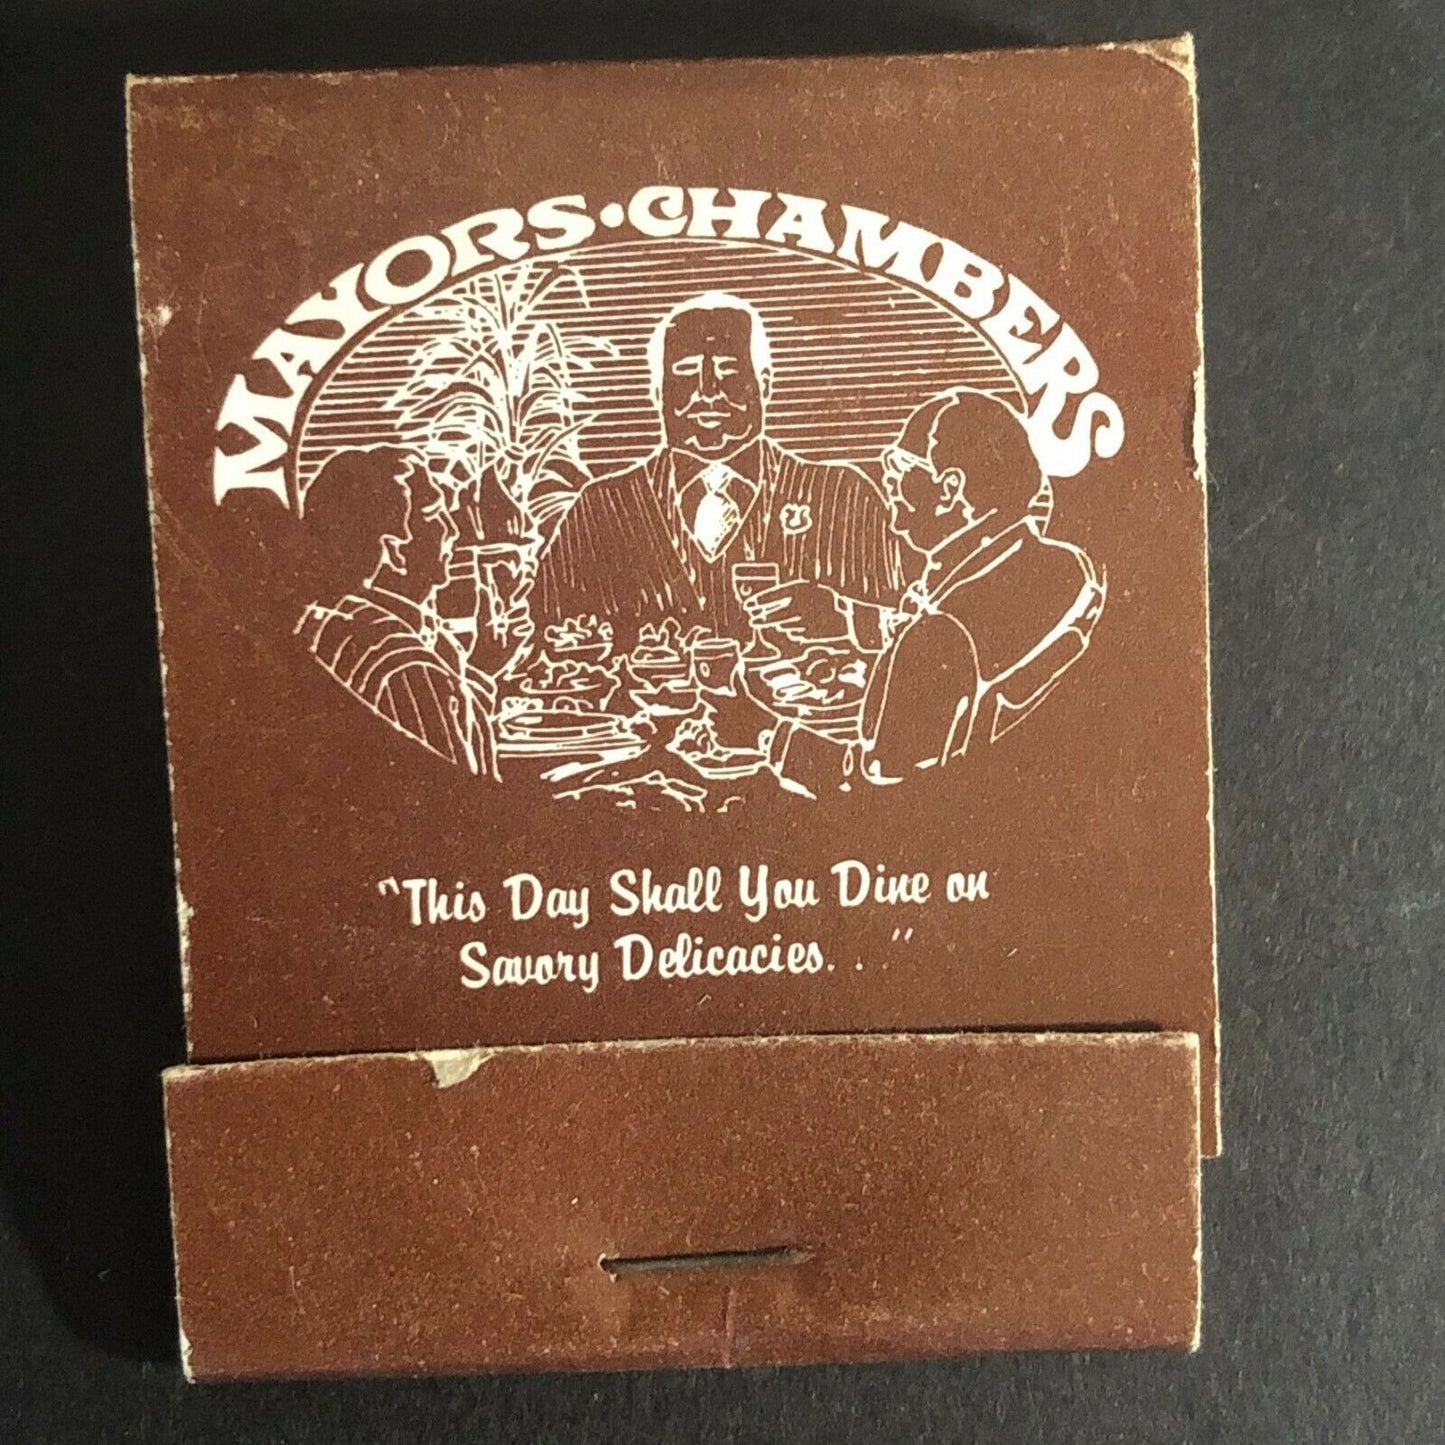 MAYORS·CHAMBERS
"This Day Shall You Dine on
Savory Delicacies. . ."